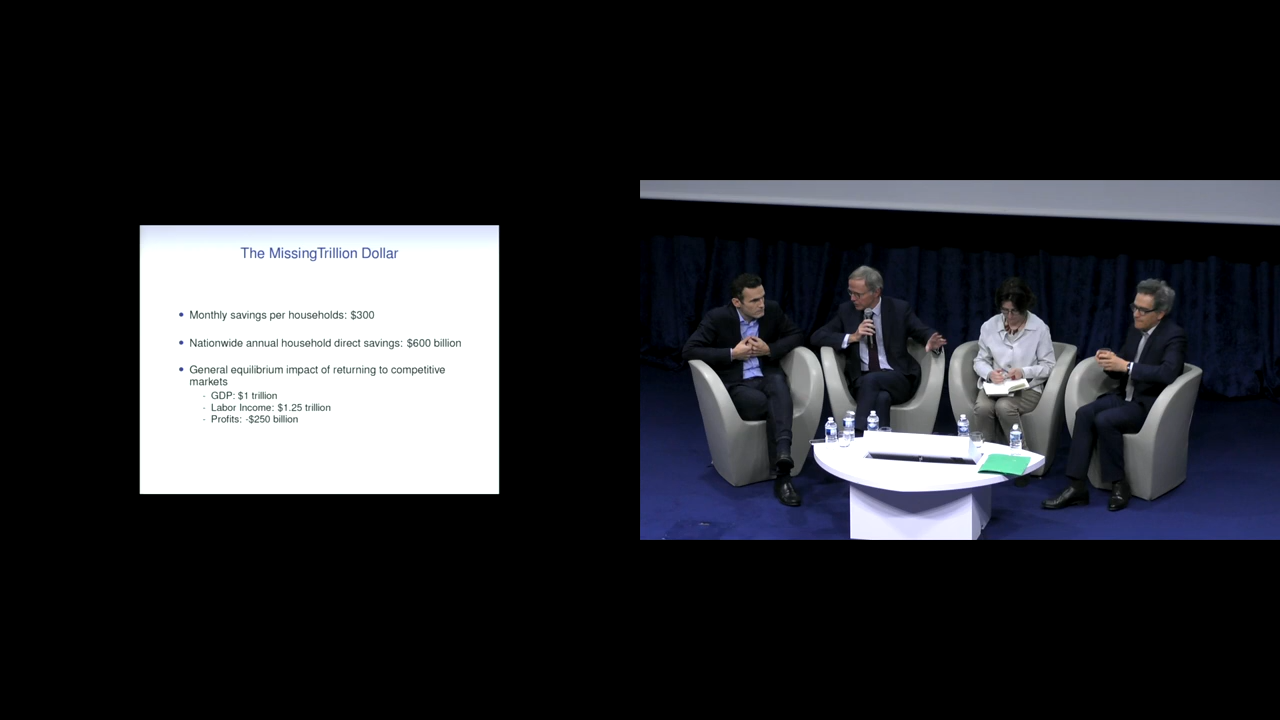 The MissingTrillion Dollar
• Monthly savings per households: $300
• Nationwide annual household direct savings: $600 billion
• General equilibrium impact of returning to competitive
markets
- GDP: $1 trillion
- Labor Income: $1.25 trillion
- Profits: -$250 billion